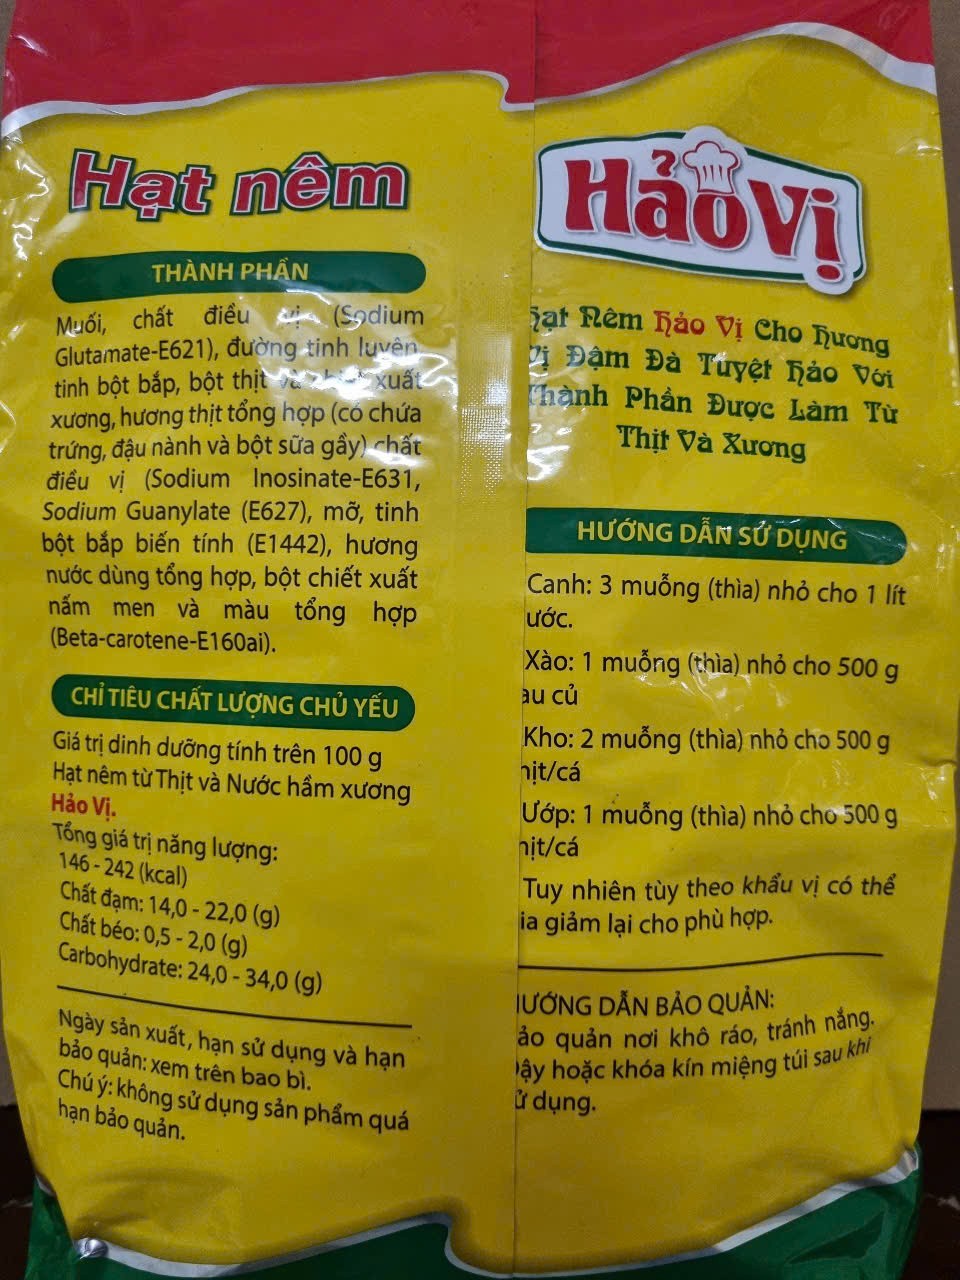 Hạt nêm
THÀNH PHẦN
Muối, chất điều vị (Sodium
Glutamate-E621), đường tinh luyện,
tinh bột bắp, bột thịt và chiết xuất
xương, hương thịt tổng hợp (có chứa
trứng, đậu nành và bột sữa gầy) chất
điều vị (Sodium Inosinate-E631,
Sodium Guanylate (E627), mỡ, tinh
bột bắp biến tính (E1442), hương
nước dùng tổng hợp, bột chiết xuất
nấm men và màu tổng hợp
(Beta-carotene-E160ai).
CHỈ TIÊU CHẤT LƯỢNG CHỦ YẾU
Giá trị dinh dưỡng tính trên 100 g
Hạt nêm từ Thịt và Nước hầm xương
Hảo Vị.
Tổng giá trị năng lượng:
146 - 242 (kcal)
Chất đạm: 14,0 - 22,0 (g)
Chất béo: 0,5 - 2,0 (g)
Carbohydrate: 24,0 - 34,0 (g)
Ngày sản xuất, hạn sử dụng và hạn
bảo quản: xem trên bao bì.
Chú ý: không sử dụng sản phẩm quá
hạn bảo quản.
Hảo Vị
Hạt Nêm Hảo Vị Cho Hương
Vị Đậm Đà Tuyệt Hảo Với
Thành Phần Được Làm Từ
Thịt Và Xương
HƯỚNG DẪN SỬ DỤNG
Canh: 3 muỗng (thìa) nhỏ cho 1 lít
ước.
Xào: 1 muỗng (thìa) nhỏ cho 500 g
au củ
Kho: 2 muỗng (thìa) nhỏ cho 500 g
hịt/cá
Ướp: 1 muỗng (thìa) nhỏ cho 500 g
hịt/cá
Tuy nhiên tùy theo khẩu vị có thể
ia giảm lại cho phù hợp.
HƯỚNG DẪN BẢO QUẢN:
ảo quản nơi khô ráo, tránh nắng.
ậy hoặc khóa kín miệng túi sau khi
ử dụng.